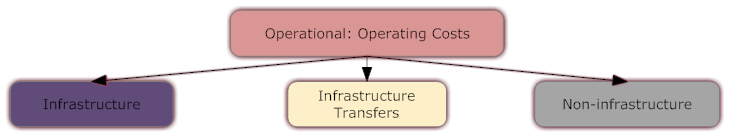 Operational: Operating Costs
Infrastructure
Infrastructure
Transfers
Non-infrastructure